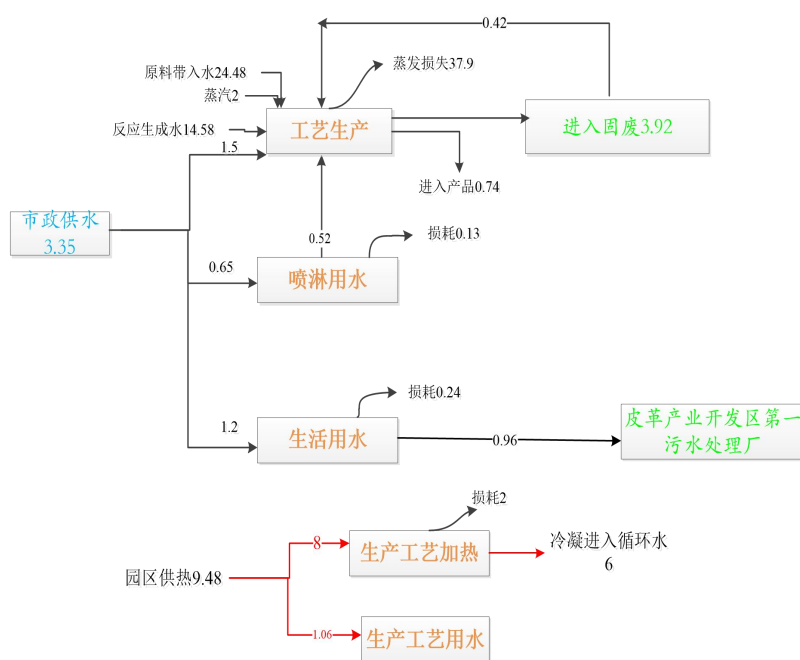 0.42
原料带入水24.48
蒸发损失37.9
蒸汽2
反应生成水14.58
工艺生产
进入固废3.92
1.5
进入产品0.74
市政供水
3.35
0.52
损耗0.13
0.65
喷淋用水
损耗0.24
1.2
生活用水
0.96
皮革产业开发区第一
污水处理厂
损耗2
8
生产工艺加热
冷凝进入循环水
6
园区供热9.48
1.06
生产工艺用水